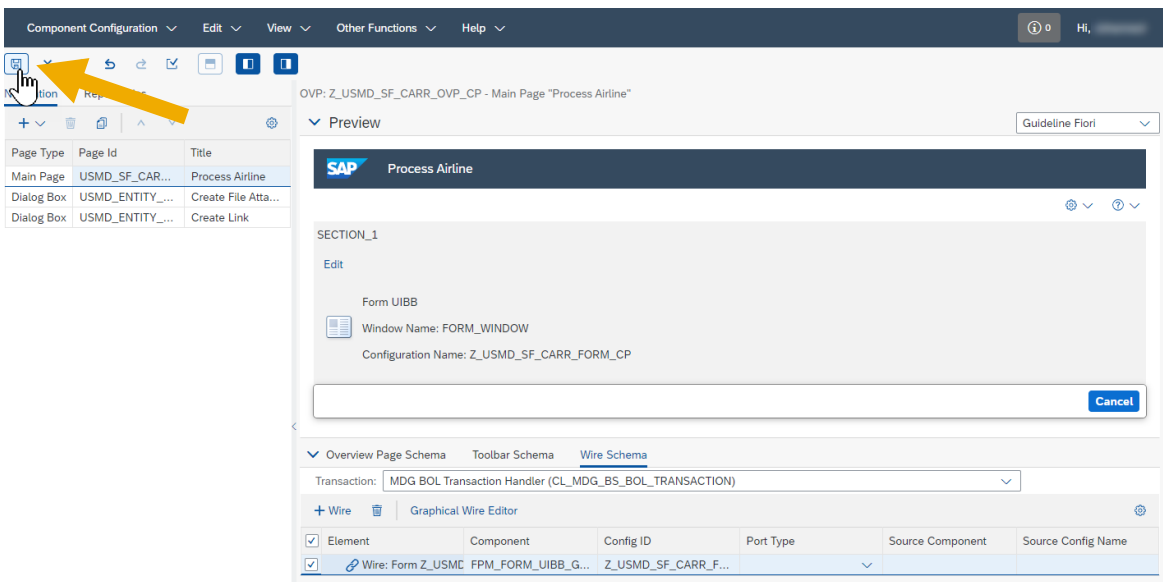 Component Configuration Edit View Other Functions Help 0 Hi,
OVP: Z_USMD_SF_CARR_OVP_CP - Main Page "Process Airline"
Preview Guideline Fiori
Page Type Page Id Title
Main Page USMD_SF_CAR... Process Airline
Dialog Box USMD_ENTITY_... Create File Atta...
Dialog Box USMD_ENTITY_... Create Link
SAP Process Airline
SECTION_1
Edit
Form UIBB
Window Name: FORM_WINDOW
Configuration Name: Z_USMD_SF_CARR_FORM_CP
Cancel
Overview Page Schema Toolbar Schema Wire Schema
Transaction: MDG BOL Transaction Handler (CL_MDG_BS_BOL_TRANSACTION)
Wire Graphical Wire Editor
Element Component Config ID Port Type Source Component Source Config Name
Wire: Form Z_USMD FPM_FORM_UIBB_G... Z_USMD_SF_CARR_F...